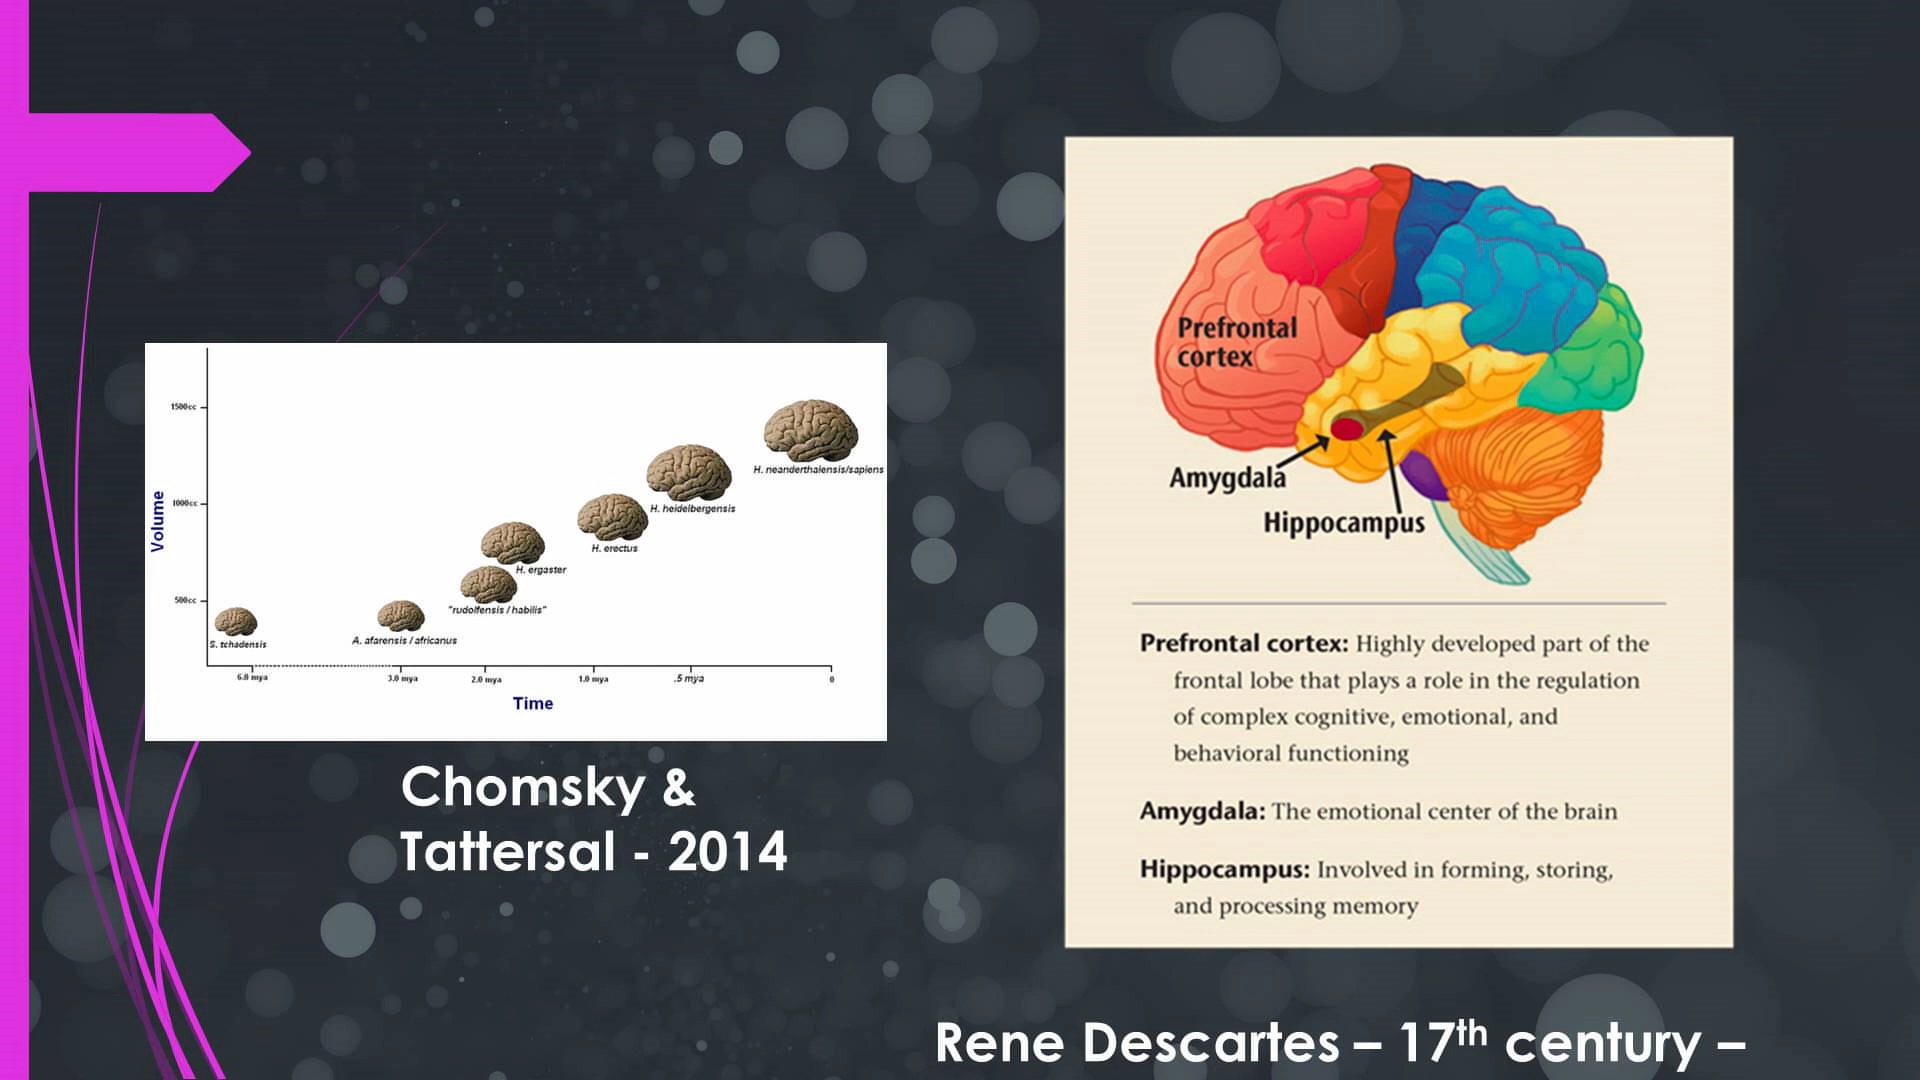 1500cc
1000cc
500cc
Volume
H. neanderthalensis/sapiens
H. heidelbergensis
H. erectus
H. ergaster
"rudolfensis / habilis"
A. afarensis / africanus
S. tchadensis
6.0 mya
3.0 mya
2.0 mya
1.0 mya
.5 mya
0
Time
Chomsky &
Tattersal - 2014
Prefrontal
cortex
Amygdala
Hippocampus
Prefrontal cortex: Highly developed part of the
frontal lobe that plays a role in the regulation
of complex cognitive, emotional, and
behavioral functioning
Amygdala: The emotional center of the brain
Hippocampus: Involved in forming, storing,
and processing memory
Rene Descartes – 17th century –